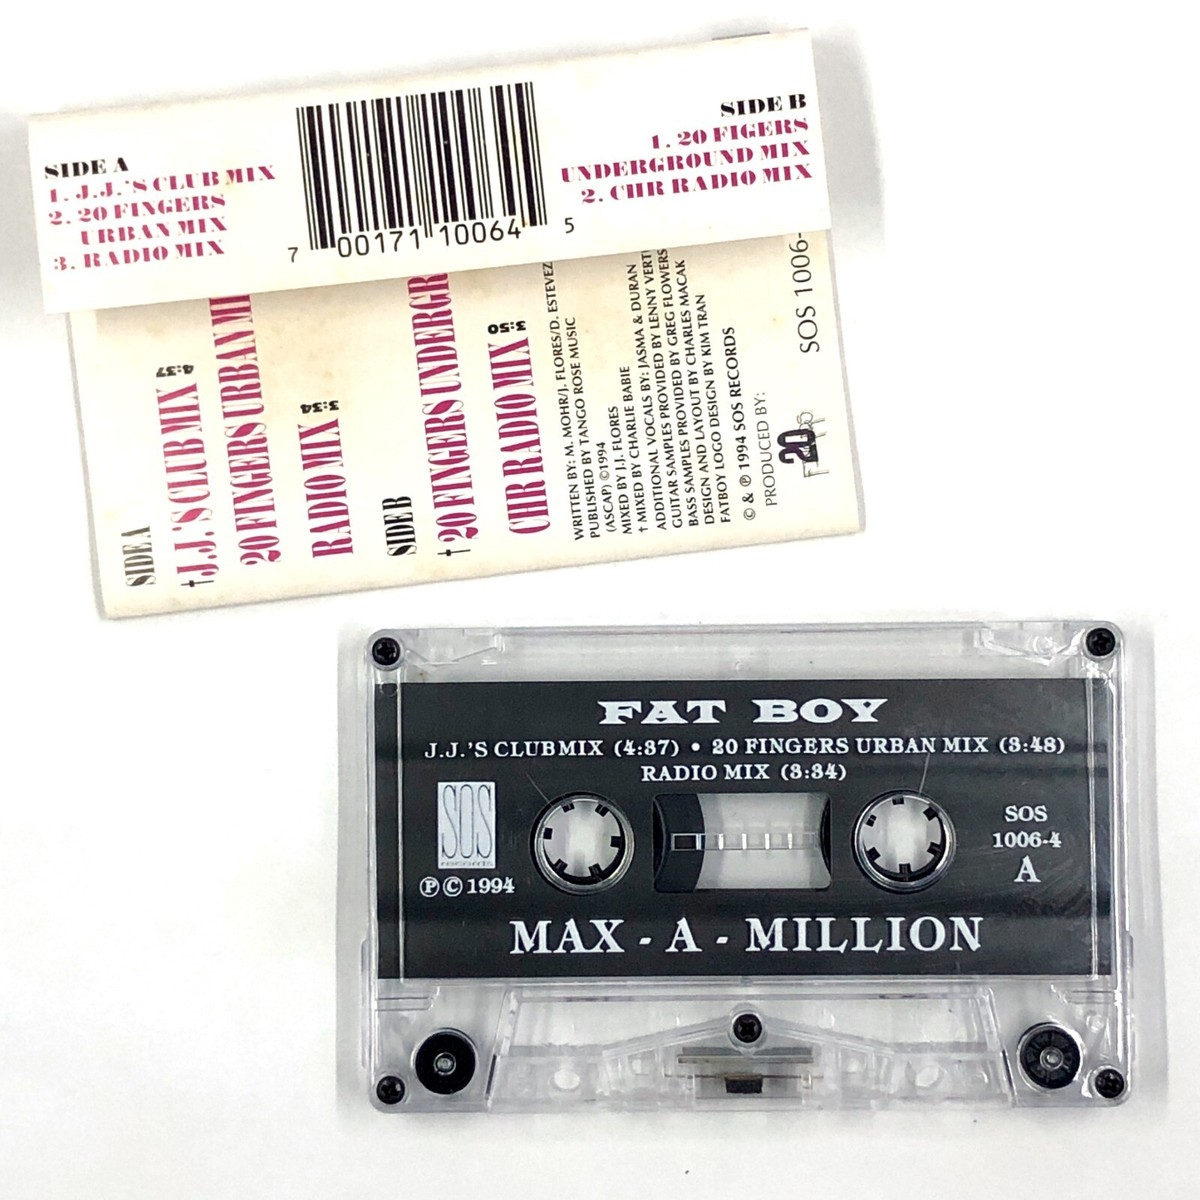 SIDE A
1. J.J.'S CLUB MIX
2. 20 FINGERS
URBAN MIX
3. RADIO MIX
7 00171 10064 5
SIDE B
1. 20 FIGERS
UNDERGROUND MIX
2. CHR RADIO MIX
SIDE A
†J.J.'S CLUB MIX 4:37
20 FINGERS URBAN MI
RADIO MIX 3:34
SIDE B
†20 FINGERS UNDERGR
CHR RADIO MIX 3:50
WRITTEN BY: M. MOHR/J. FLORES/D. ESTEVEZ
PUBLISHED BY TANGO ROSE MUSIC
(ASCAP) ©1994
MIXED BY J.J. FLORES
† MIXED BY CHARLIE BABIE
ADDITIONAL VOCALS BY: JASMA & DURAN
GUITAR SAMPLES PROVIDED BY LENNY VERT
BASS SAMPLES PROVIDED BY GREG FLOWERS
DESIGN AND LAYOUT BY CHARLES MACAK
FATBOY LOGO DESIGN BY KIM TRAN
© & ℗ 1994 SOS RECORDS
PRODUCED BY:
20
SOS 1006-
FAT BOY
J.J.'S CLUBMIX (4:37) • 20 FINGERS URBAN MIX (3:48)
RADIO MIX (3:34)
SOS
records
℗ © 1994
SOS
1006-4
A
MAX - A - MILLION